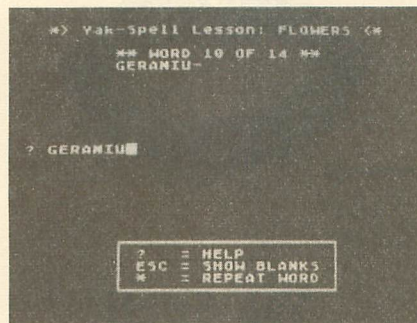 *> Yak-Spell Lesson: FLOWERS <*
** WORD 10 OF 14 **
GERANIU-
? GERANIU
? = HELP
ESC = SHOW BLANKS
* = REPEAT WORD